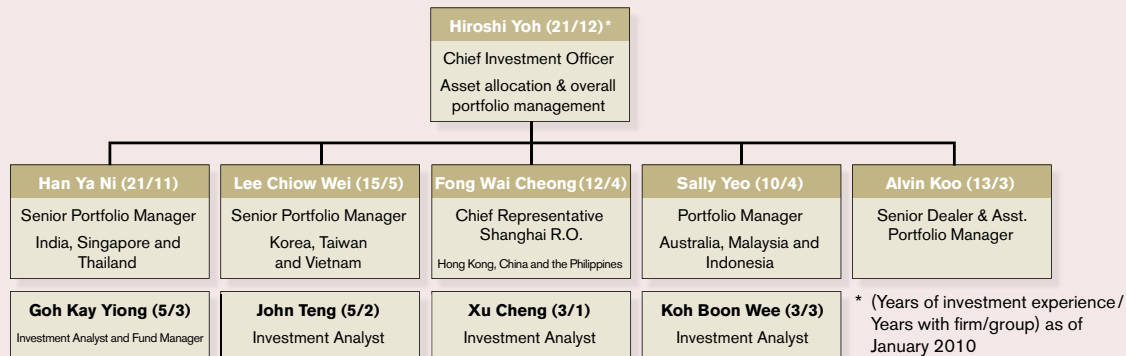 Hiroshi Yoh (21/12)*
Chief Investment Officer
Asset allocation & overall
portfolio management
Han Ya Ni (21/11)
Senior Portfolio Manager
India, Singapore and
Thailand
Lee Chiow Wei (15/5)
Senior Portfolio Manager
Korea, Taiwan
and Vietnam
Fong Wai Cheong (12/4)
Chief Representative
Shanghai R.O.
Hong Kong, China and the Philippines
Sally Yeo (10/4)
Portfolio Manager
Australia, Malaysia and
Indonesia
Alvin Koo (13/3)
Senior Dealer & Asst.
Portfolio Manager
Goh Kay Yiong (5/3)
Investment Analyst and Fund Manager
John Teng (5/2)
Investment Analyst
Xu Cheng (3/1)
Investment Analyst
Koh Boon Wee (3/3)
Investment Analyst
* (Years of investment experience/
Years with firm/group) as of
January 2010